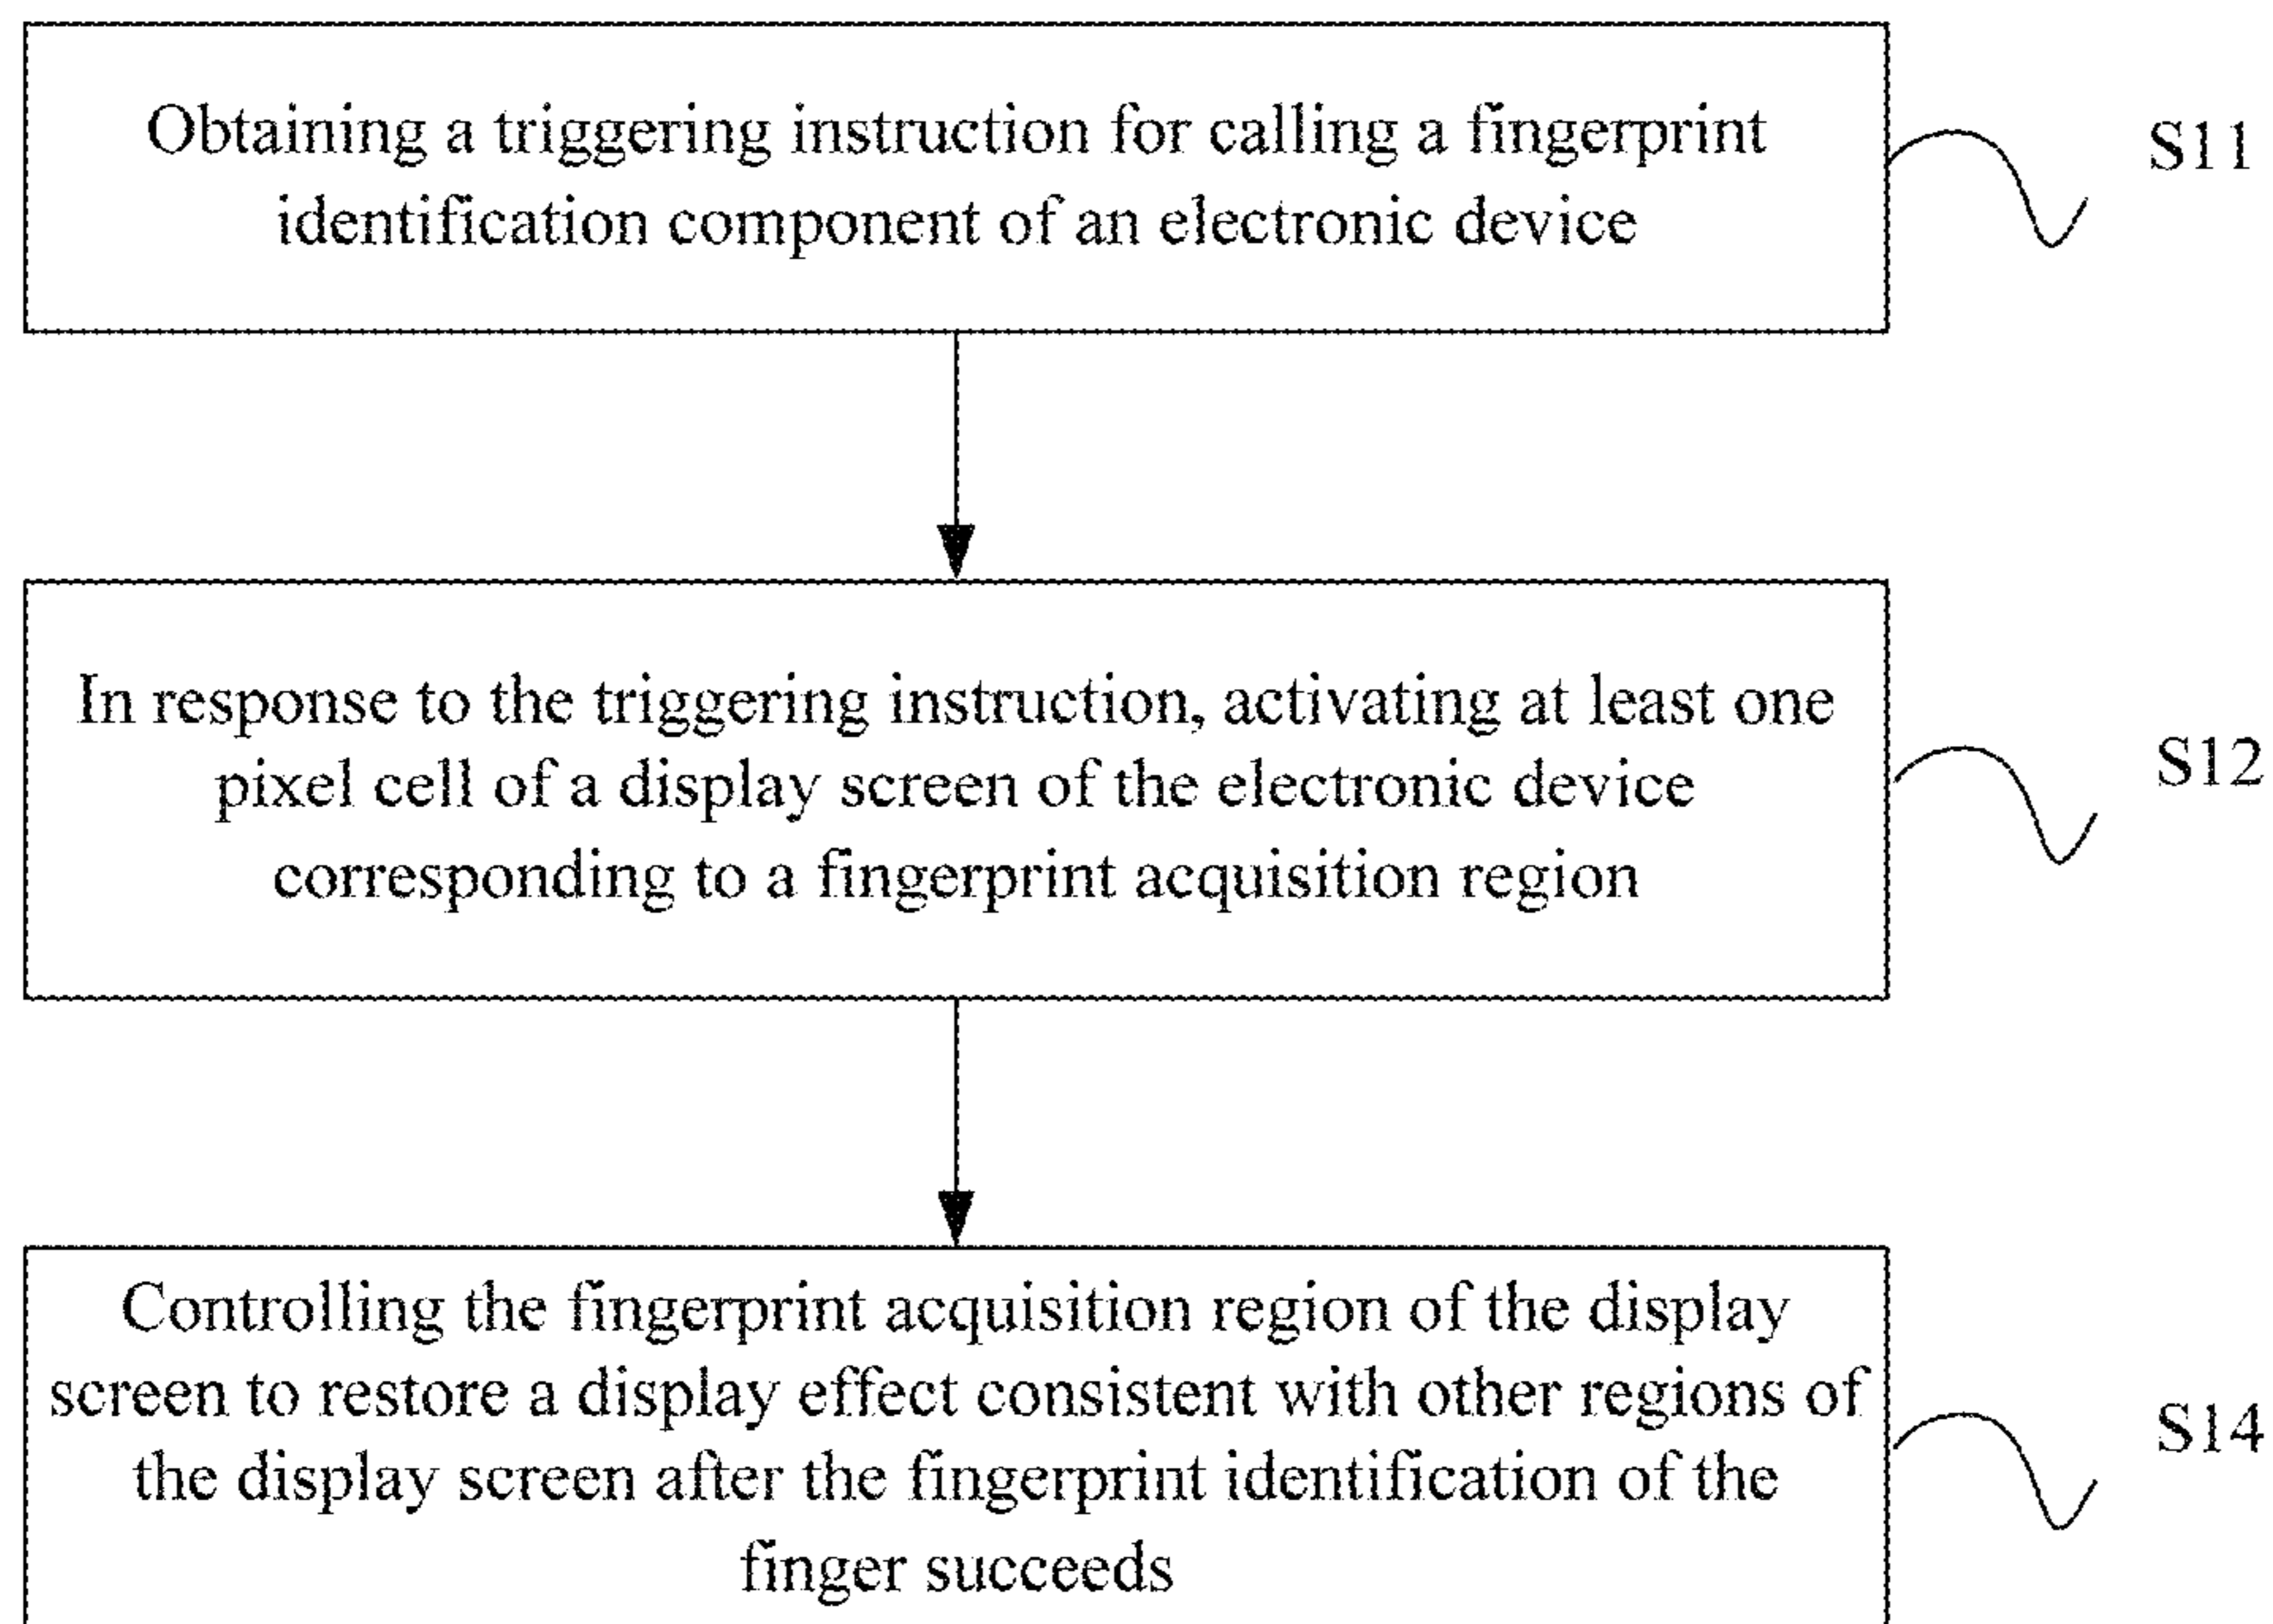 Obtaining a triggering instruction for calling a fingerprint
identification component of an electronic device
S11
In response to the triggering instruction, activating at least one
pixel cell of a display screen of the electronic device
corresponding to a fingerprint acquisition region
S12
Controlling the fingerprint acquisition region of the display
screen to restore a display effect consistent with other regions of
the display screen after the fingerprint identification of the
finger succeeds
S14